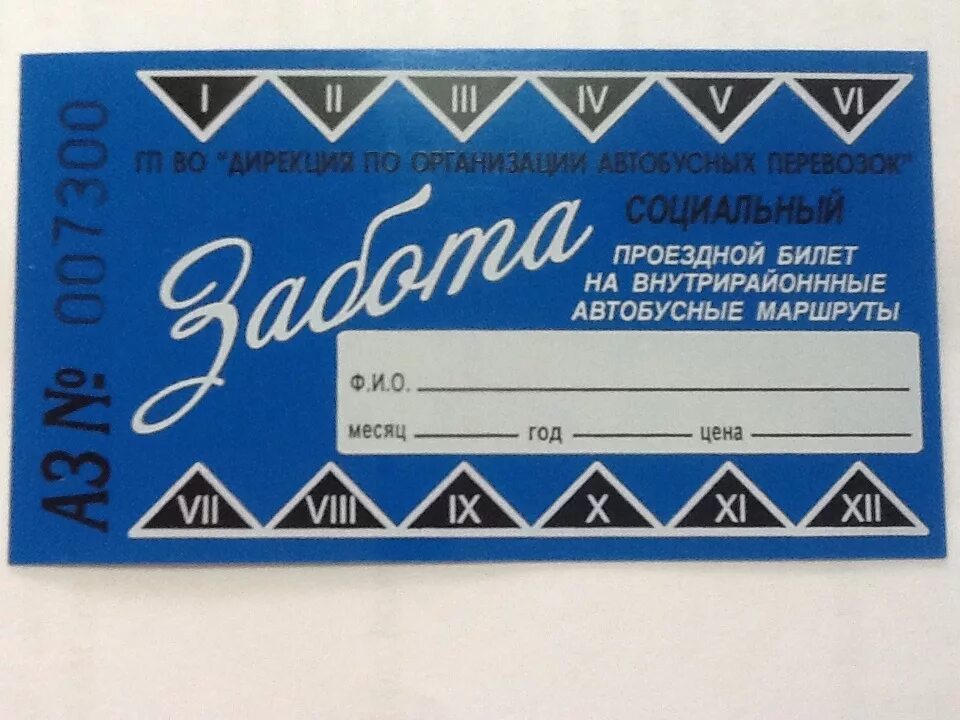 АЗ № 007300
I II III IV V VI
ГП ВО "ДИРЕКЦИЯ ПО ОРГАНИЗАЦИИ АВТОБУСНЫХ ПЕРЕВОЗОК"
Забота
СОЦИАЛЬНЫЙ
ПРОЕЗДНОЙ БИЛЕТ
НА ВНУТРИРАЙОНННЫЕ
АВТОБУСНЫЕ МАРШРУТЫ
Ф.И.О.
месяц год цена
VII VIII IX X XI XII